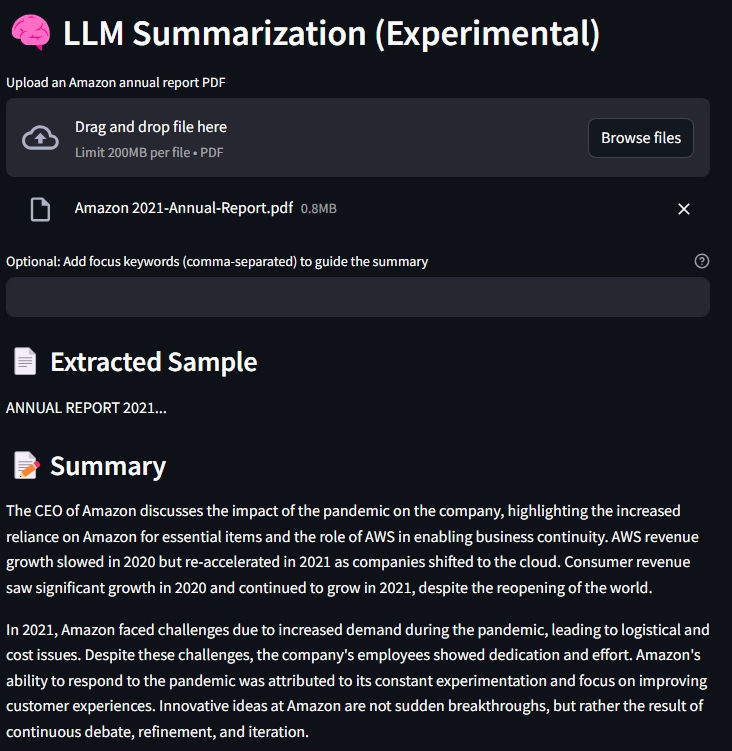 LLM Summarization (Experimental)
Upload an Amazon annual report PDF
Drag and drop file here
Limit 200MB per file • PDF
Browse files
Amazon 2021-Annual-Report.pdf 0.8MB
Optional: Add focus keywords (comma-separated) to guide the summary
Extracted Sample
ANNUAL REPORT 2021...
Summary
The CEO of Amazon discusses the impact of the pandemic on the company, highlighting the increased
reliance on Amazon for essential items and the role of AWS in enabling business continuity. AWS revenue
growth slowed in 2020 but re-accelerated in 2021 as companies shifted to the cloud. Consumer revenue
saw significant growth in 2020 and continued to grow in 2021, despite the reopening of the world.
In 2021, Amazon faced challenges due to increased demand during the pandemic, leading to logistical and
cost issues. Despite these challenges, the company's employees showed dedication and effort. Amazon's
ability to respond to the pandemic was attributed to its constant experimentation and focus on improving
customer experiences. Innovative ideas at Amazon are not sudden breakthroughs, but rather the result of
continuous debate, refinement, and iteration.